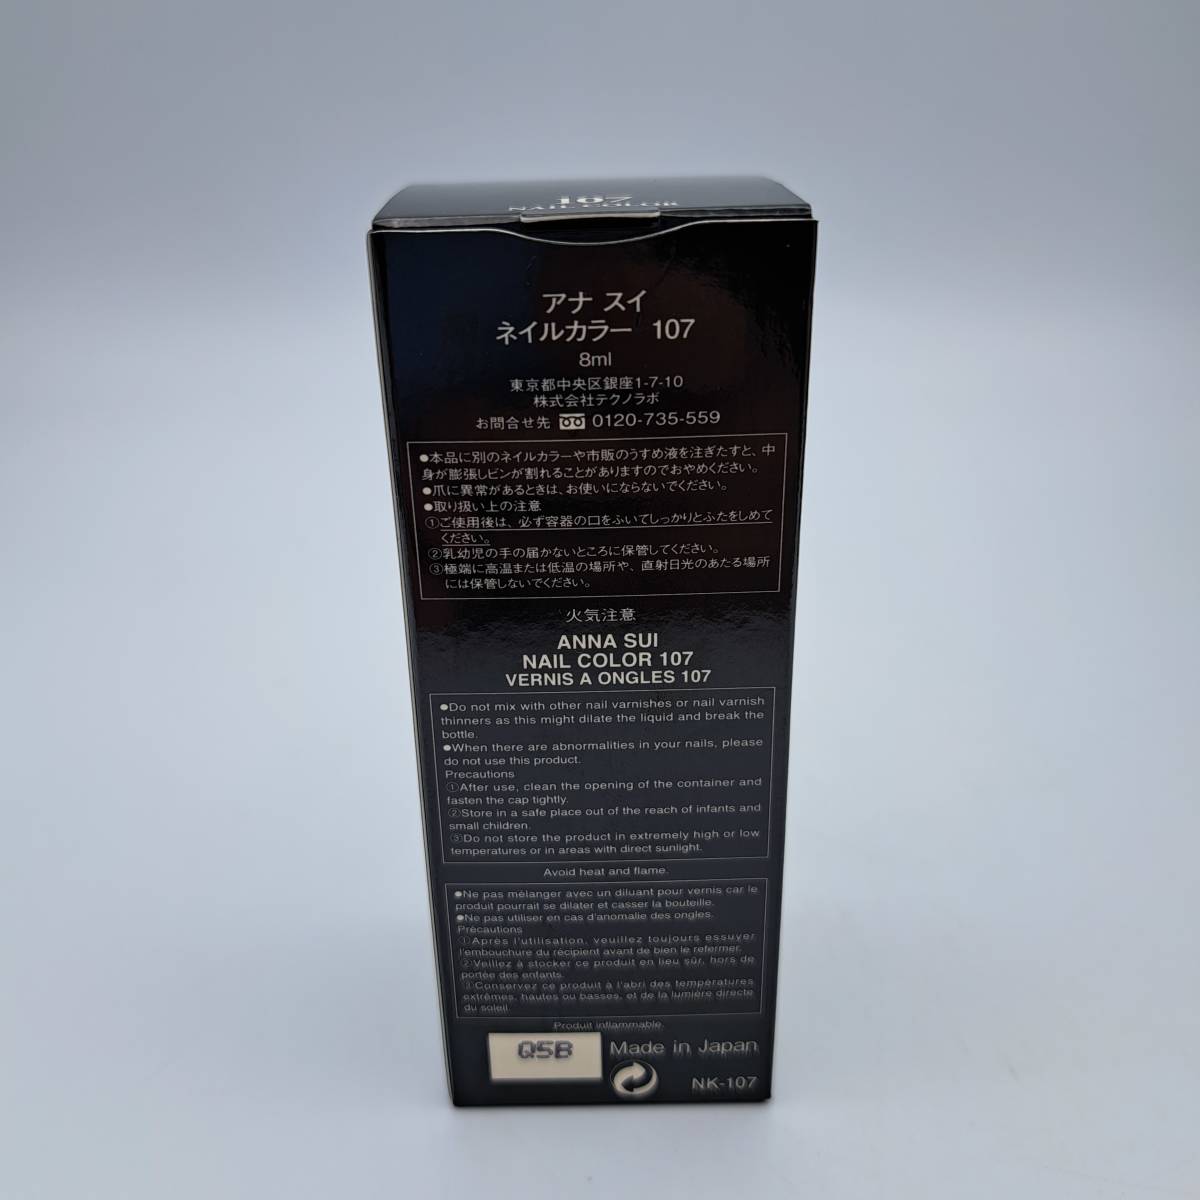 107
NAIL COLOR
アナ スイ
ネイルカラー 107
8ml
東京都中央区銀座1-7-10
株式会社テクノラボ
お問合せ先 0120-735-559
●本品に別のネイルカラーや市販のうすめ液を注ぎたすと、中
身が膨張しビンが割れることがありますのでおやめください。
●爪に異常があるときは、お使いにならないでください。
●取り扱い上の注意
①ご使用後は、必ず容器の口をふいてしっかりとふたをしめて
ください。
②乳幼児の手の届かないところに保管してください。
③極端に高温または低温の場所や、直射日光のあたる場所
には保管しないでください。
火気注意
ANNA SUI
NAIL COLOR 107
VERNIS A ONGLES 107
●Do not mix with other nail varnishes or nail varnish
thinners as this might dilate the liquid and break the
bottle.
●When there are abnormalities in your nails, please
do not use this product.
Precautions
①After use, clean the opening of the container and
fasten the cap tightly.
②Store in a safe place out of the reach of infants and
small children.
③Do not store the product in extremely high or low
temperatures or in areas with direct sunlight.
Avoid heat and flame.
●Ne pas mélanger avec un diluant pour vernis car le
produit pourrait se dilater et casser la bouteille.
●Ne pas utiliser en cas d'anomalie des ongles.
Précautions
①Après l'utilisation, veuillez toujours essuyer
l'embouchure du récipient avant de bien le refermer.
②Veillez à stocker ce produit en lieu sûr, hors de
portée des enfants.
③Conservez ce produit à l'abri des températures
extrêmes, hautes ou basses, et de la lumière directe
du soleil.
Produit inflammable.
Q5B Made in Japan
NK-107